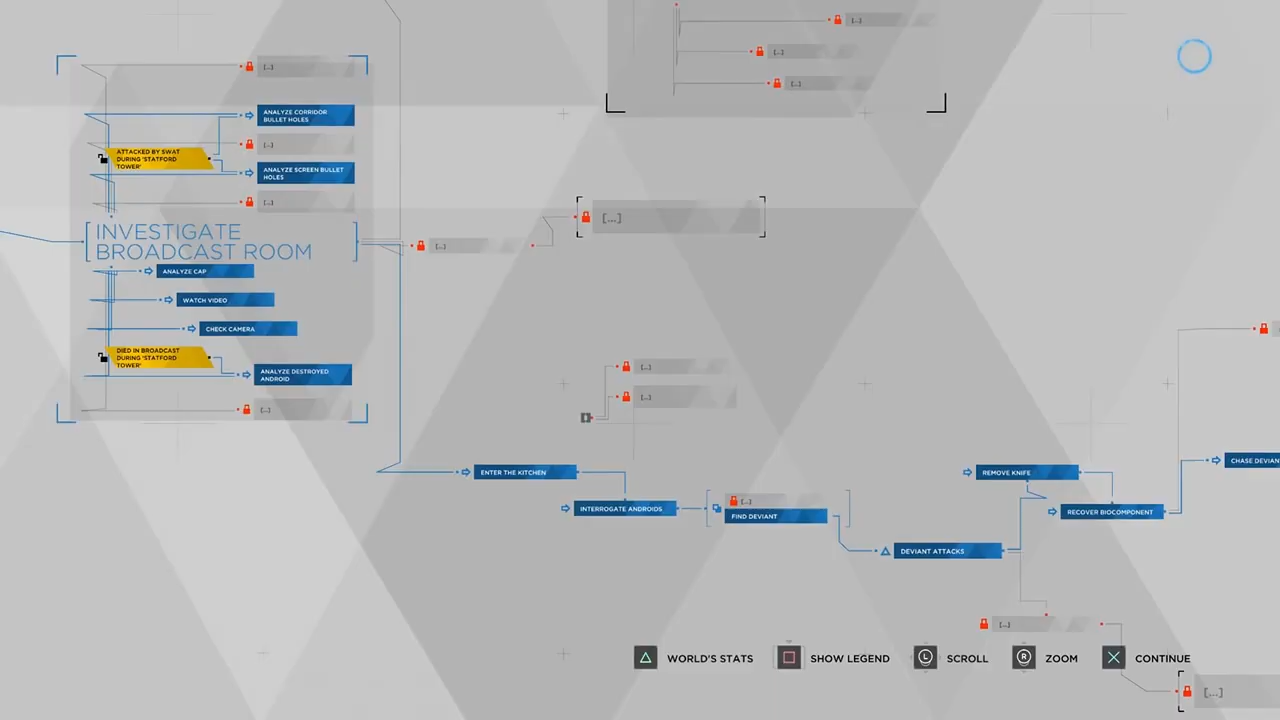 [...]
[...]
[...]
[...]
ANALYZE CORRIDOR
BULLET HOLES
[...]
ATTACKED BY SWAT
DURING 'STATFORD
TOWER'
ANALYZE SCREEN BULLET
HOLES
[...]
[...]
INVESTIGATE
BROADCAST ROOM
[...]
ANALYZE CAP
WATCH VIDEO
CHECK CAMERA
DIED IN BROADCAST
DURING 'STATFORD
TOWER'
ANALYZE DESTROYED
ANDROID
[...]
[...]
[...]
ENTER THE KITCHEN
INTERROGATE ANDROIDS
[...]
FIND DEVIANT
DEVIANT ATTACKS
REMOVE KNIFE
RECOVER BIOCOMPONENT
CHASE DEVIAN
[...]
[...]
WORLD'S STATS
SHOW LEGEND
L
SCROLL
R
ZOOM
CONTINUE